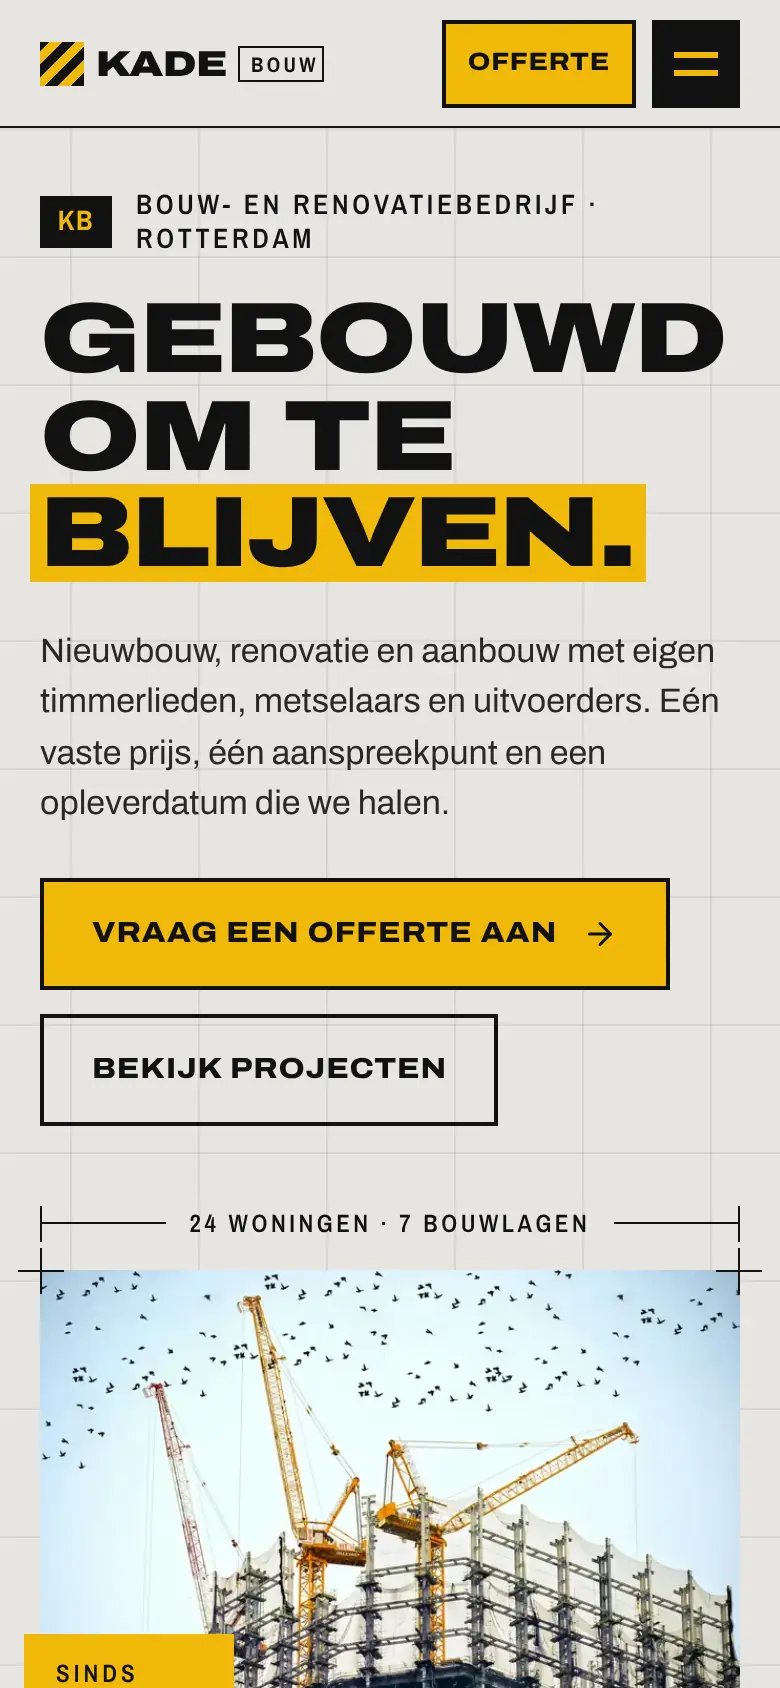 KADE BOUW
OFFERTE
KB
BOUW- EN RENOVATIEBEDRIJF ·
ROTTERDAM
GEBOUWD
OM TE
BLIJVEN.
Nieuwbouw, renovatie en aanbouw met eigen
timmerlieden, metselaars en uitvoerders. Eén
vaste prijs, één aanspreekpunt en een
opleverdatum die we halen.
VRAAG EEN OFFERTE AAN →
BEKIJK PROJECTEN
24 WONINGEN · 7 BOUWLAGEN
SINDS